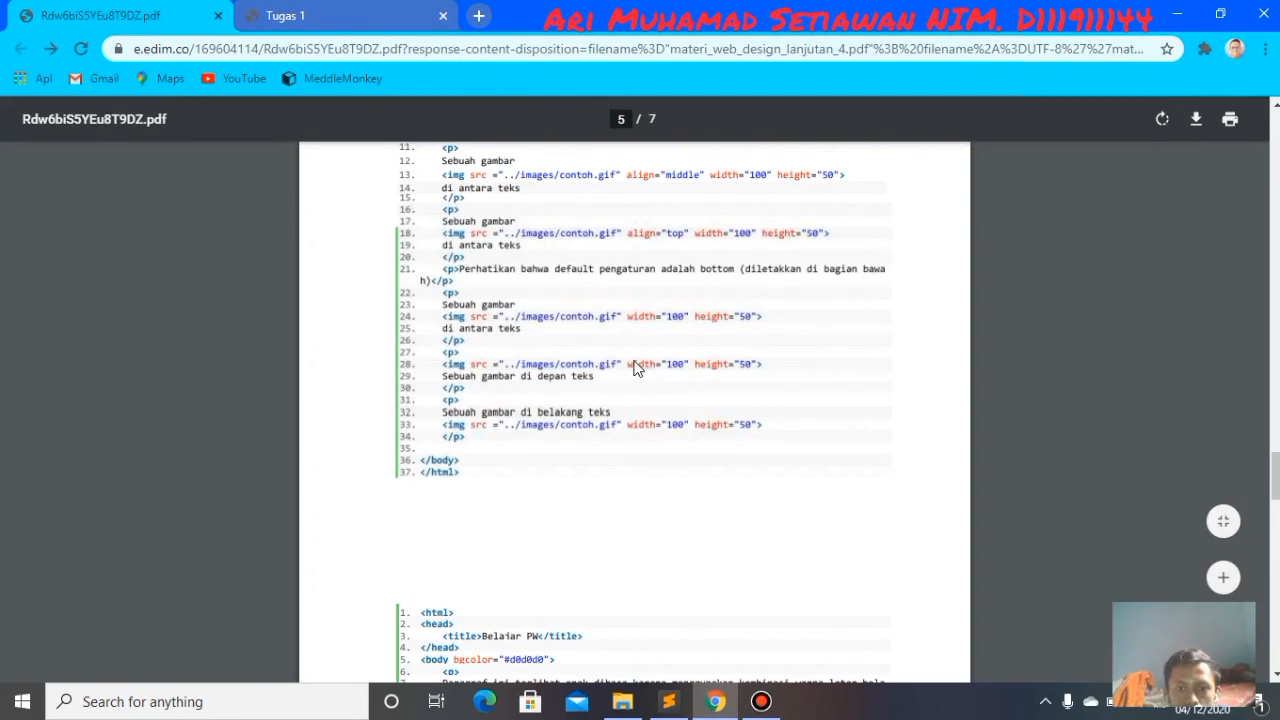 Rdw6biS5YEu8T9DZ.pdf
Tugas 1
ARI MUHAMAD SETIAWAN NIM. D111911144
e.edim.co/169604114/Rdw6biS5YEu8T9DZ.pdf?response-content-disposition=filename%3D"materi_web_design_lanjutan_4.pdf"%3B%20filename%2A%3DUTF-8%27%27mat...
Apl
Gmail
Maps
YouTube
MeddleMonkey
Rdw6biS5YEu8T9DZ.pdf
5 / 7
11. <p>
12. Sebuah gambar
13. <img src ="../images/contoh.gif" align="middle" width="100" height="50">
14. di antara teks
15. </p>
16. <p>
17. Sebuah gambar
18. <img src ="../images/contoh.gif" align="top" width="100" height="50">
19. di antara teks
20. </p>
21. <p>Perhatikan bahwa default pengaturan adalah bottom (diletakkan di bagian bawa
h)</p>
22. <p>
23. Sebuah gambar
24. <img src ="../images/contoh.gif" width="100" height="50">
25. di antara teks
26. </p>
27. <p>
28. <img src ="../images/contoh.gif" width="100" height="50">
29. Sebuah gambar di depan teks
30. </p>
31. <p>
32. Sebuah gambar di belakang teks
33. <img src ="../images/contoh.gif" width="100" height="50">
34. </p>
35.
36. </body>
37. </html>
1. <html>
2. <head>
3. <title>Belajar PW</title>
4. </head>
5. <body bgcolor="#d0d0d0">
6. <p>
Search for anything
04/12/2020